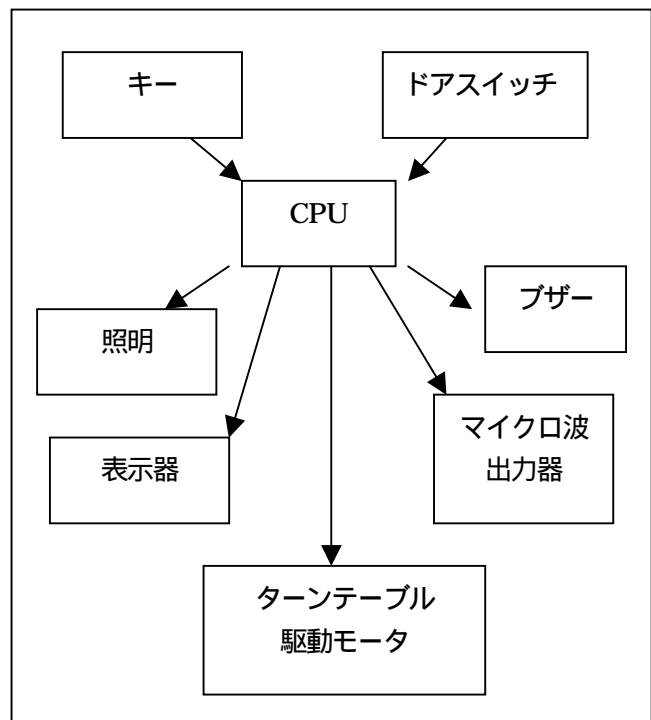 キー
ドアスイッチ
CPU
ブザー
照明
マイクロ波
出力器
表示器
ターンテーブル
駆動モータ